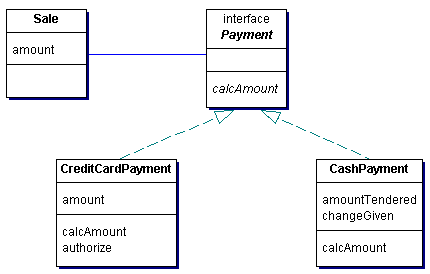 Sale
amount
interface
Payment
calcAmount
CreditCardPayment
amount
calcAmount
authorize
CashPayment
amountTendered
changeGiven
calcAmount